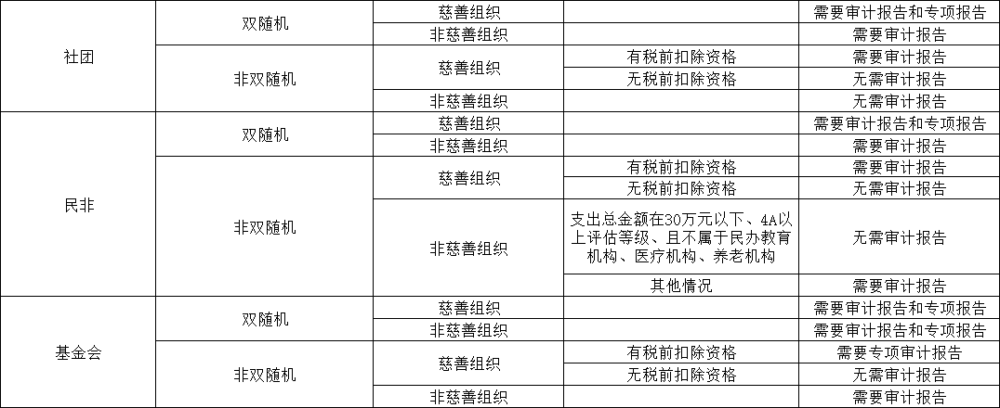 社团
双随机
慈善组织
需要审计报告和专项报告
非慈善组织
需要审计报告
非双随机
慈善组织
有税前扣除资格
需要审计报告
无税前扣除资格
无需审计报告
非慈善组织
无需审计报告
民非
双随机
慈善组织
需要审计报告和专项报告
非慈善组织
需要审计报告
非双随机
慈善组织
有税前扣除资格
需要审计报告
无税前扣除资格
无需审计报告
非慈善组织
支出总金额在30万元以下、4A以
上评估等级、且不属于民办教育
机构、医疗机构、养老机构
无需审计报告
其他情况
需要审计报告
基金会
双随机
慈善组织
需要审计报告和专项报告
非慈善组织
需要审计报告和专项报告
非双随机
慈善组织
有税前扣除资格
需要专项审计报告
无税前扣除资格
无需审计报告
非慈善组织
需要审计报告